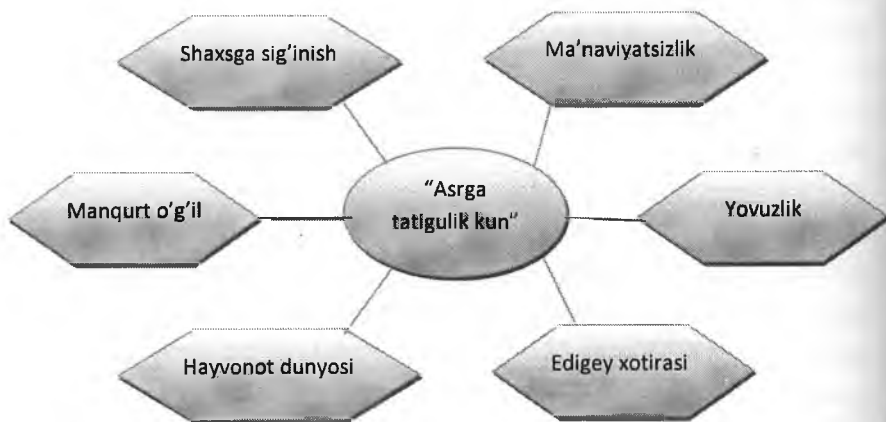 Shaxsga sig'inish
Ma'naviyatsizlik
Manqurt o'g'il
“Asrga
tatigulik kun”
Yovuzlik
Hayvonot dunyosi
Edigey xotirasi